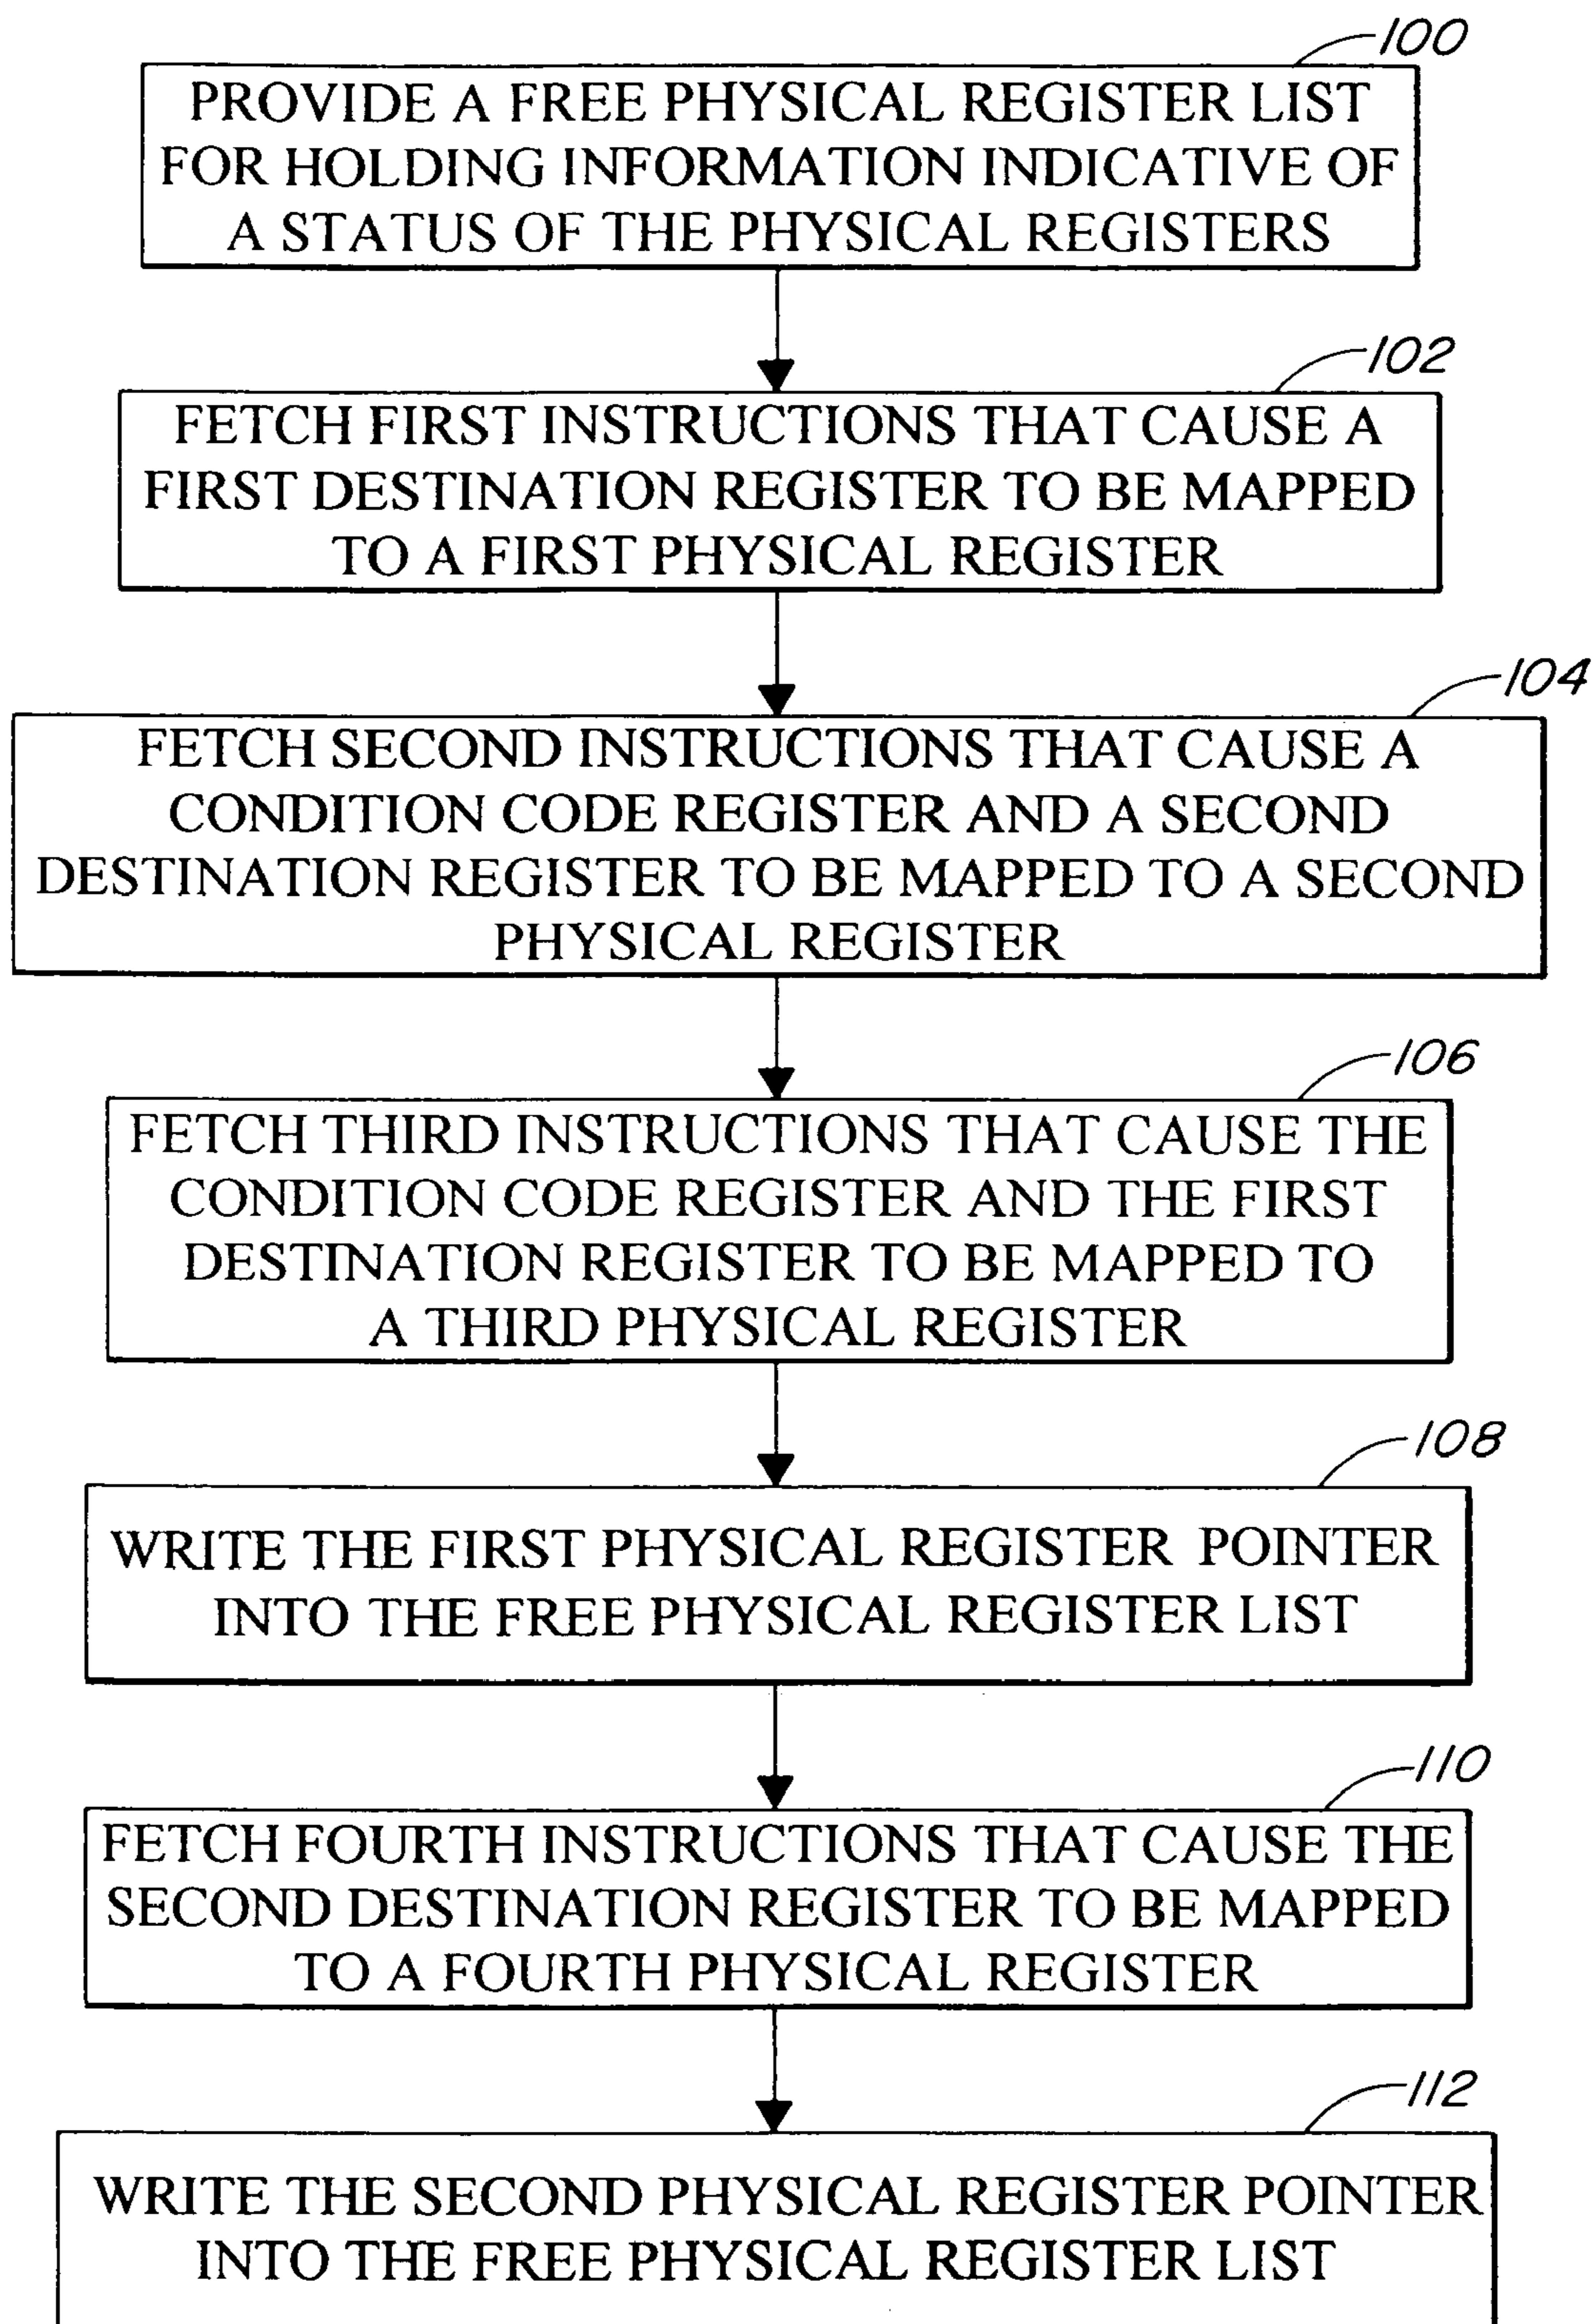 100
PROVIDE A FREE PHYSICAL REGISTER LIST
FOR HOLDING INFORMATION INDICATIVE OF
A STATUS OF THE PHYSICAL REGISTERS
102
FETCH FIRST INSTRUCTIONS THAT CAUSE A
FIRST DESTINATION REGISTER TO BE MAPPED
TO A FIRST PHYSICAL REGISTER
104
FETCH SECOND INSTRUCTIONS THAT CAUSE A
CONDITION CODE REGISTER AND A SECOND
DESTINATION REGISTER TO BE MAPPED TO A SECOND
PHYSICAL REGISTER
106
FETCH THIRD INSTRUCTIONS THAT CAUSE THE
CONDITION CODE REGISTER AND THE FIRST
DESTINATION REGISTER TO BE MAPPED TO
A THIRD PHYSICAL REGISTER
108
WRITE THE FIRST PHYSICAL REGISTER POINTER
INTO THE FREE PHYSICAL REGISTER LIST
110
FETCH FOURTH INSTRUCTIONS THAT CAUSE THE
SECOND DESTINATION REGISTER TO BE MAPPED
TO A FOURTH PHYSICAL REGISTER
112
WRITE THE SECOND PHYSICAL REGISTER POINTER
INTO THE FREE PHYSICAL REGISTER LIST